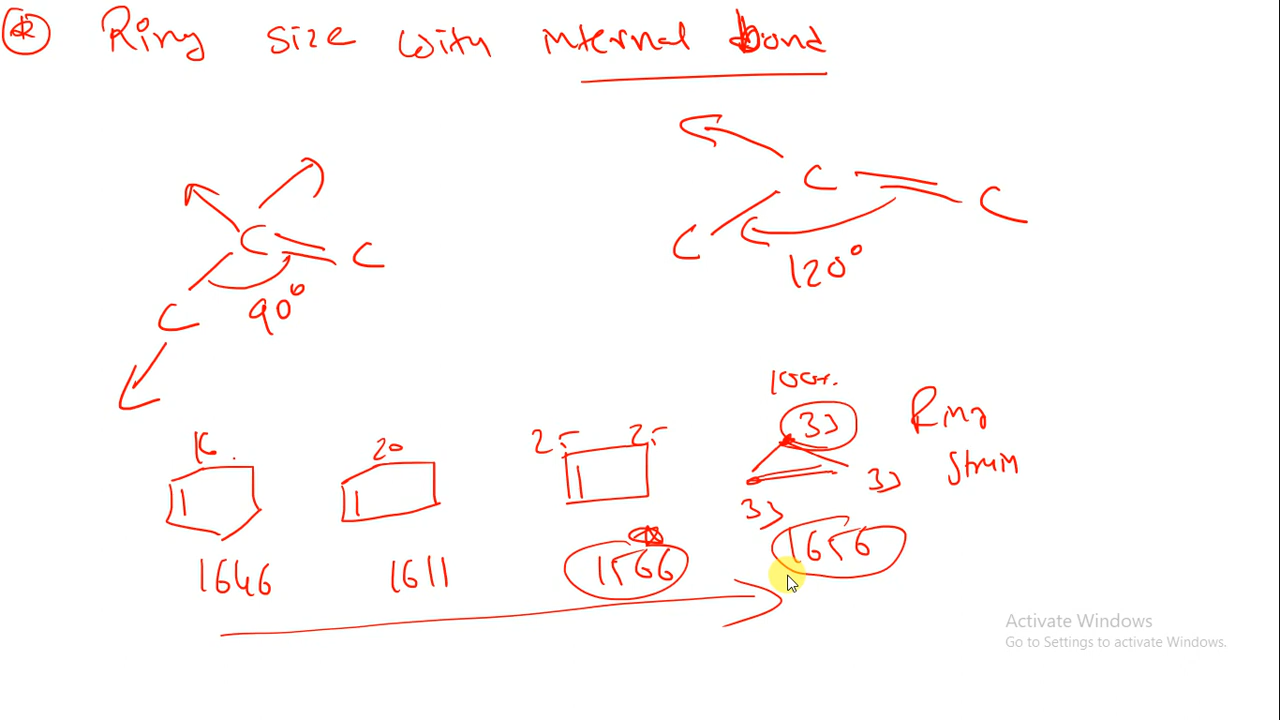 Ring size with internal bond
C C
C
90°
C C
C
120°
100%
16 20 25 25 33 Ring
33 strain
33
1646 1611 1566 1656
Activate Windows
Go to Settings to activate Windows.